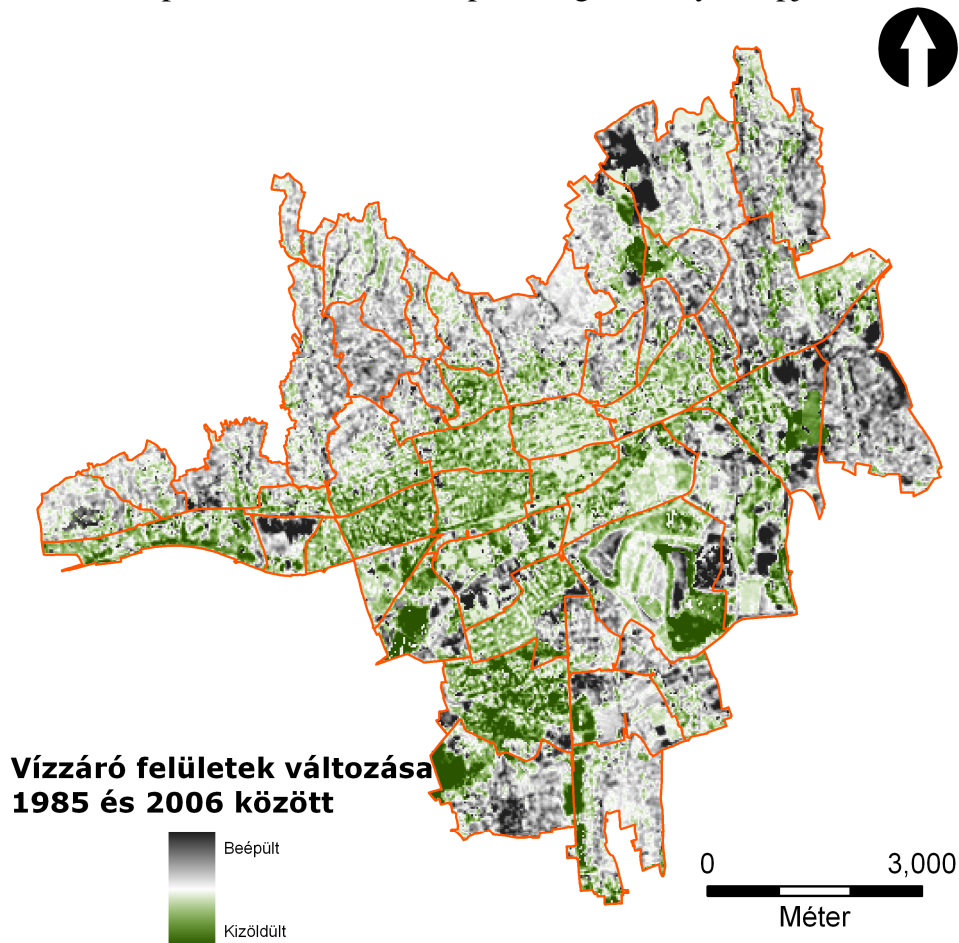 Vízzáró felületek változása
1985 és 2006 között
Beépült
Kizöldült
0 3,000
Méter